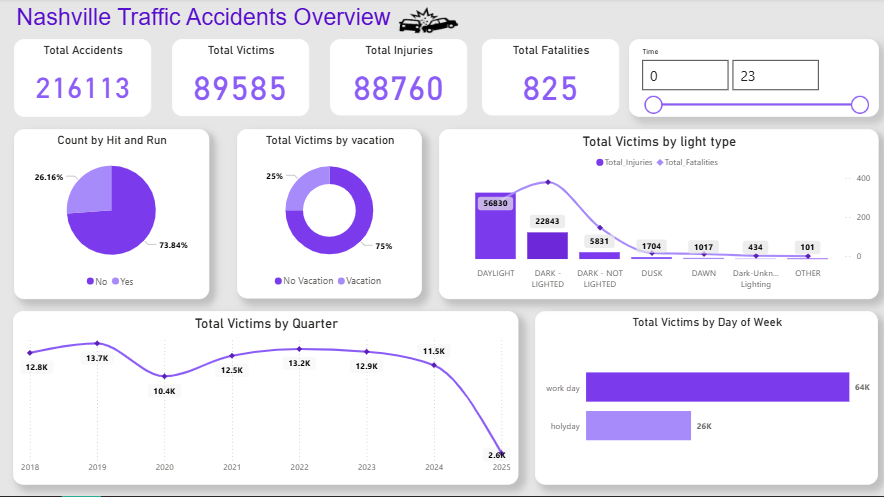 Nashville Traffic Accidents Overview
Total Accidents
216113
Total Victims
89585
Total Injuries
88760
Total Fatalities
825
Time
0
23
Count by Hit and Run
26.16%
73.84%
No Yes
Total Victims by vacation
25%
75%
No Vacation Vacation
Total Victims by light type
Total_Injuries Total_Fatalities
400
200
0
56830
22843
5831
1704
1017
434
101
DAYLIGHT
DARK -
LIGHTED
DARK - NOT
LIGHTED
DUSK
DAWN
Dark-Unkn...
Lighting
OTHER
Total Victims by Quarter
12.8K
13.7K
10.4K
12.5K
13.2K
12.9K
11.5K
2.6K
2018 2019 2020 2021 2022 2023 2024 2025
Total Victims by Day of Week
work day
64K
holyday
26K